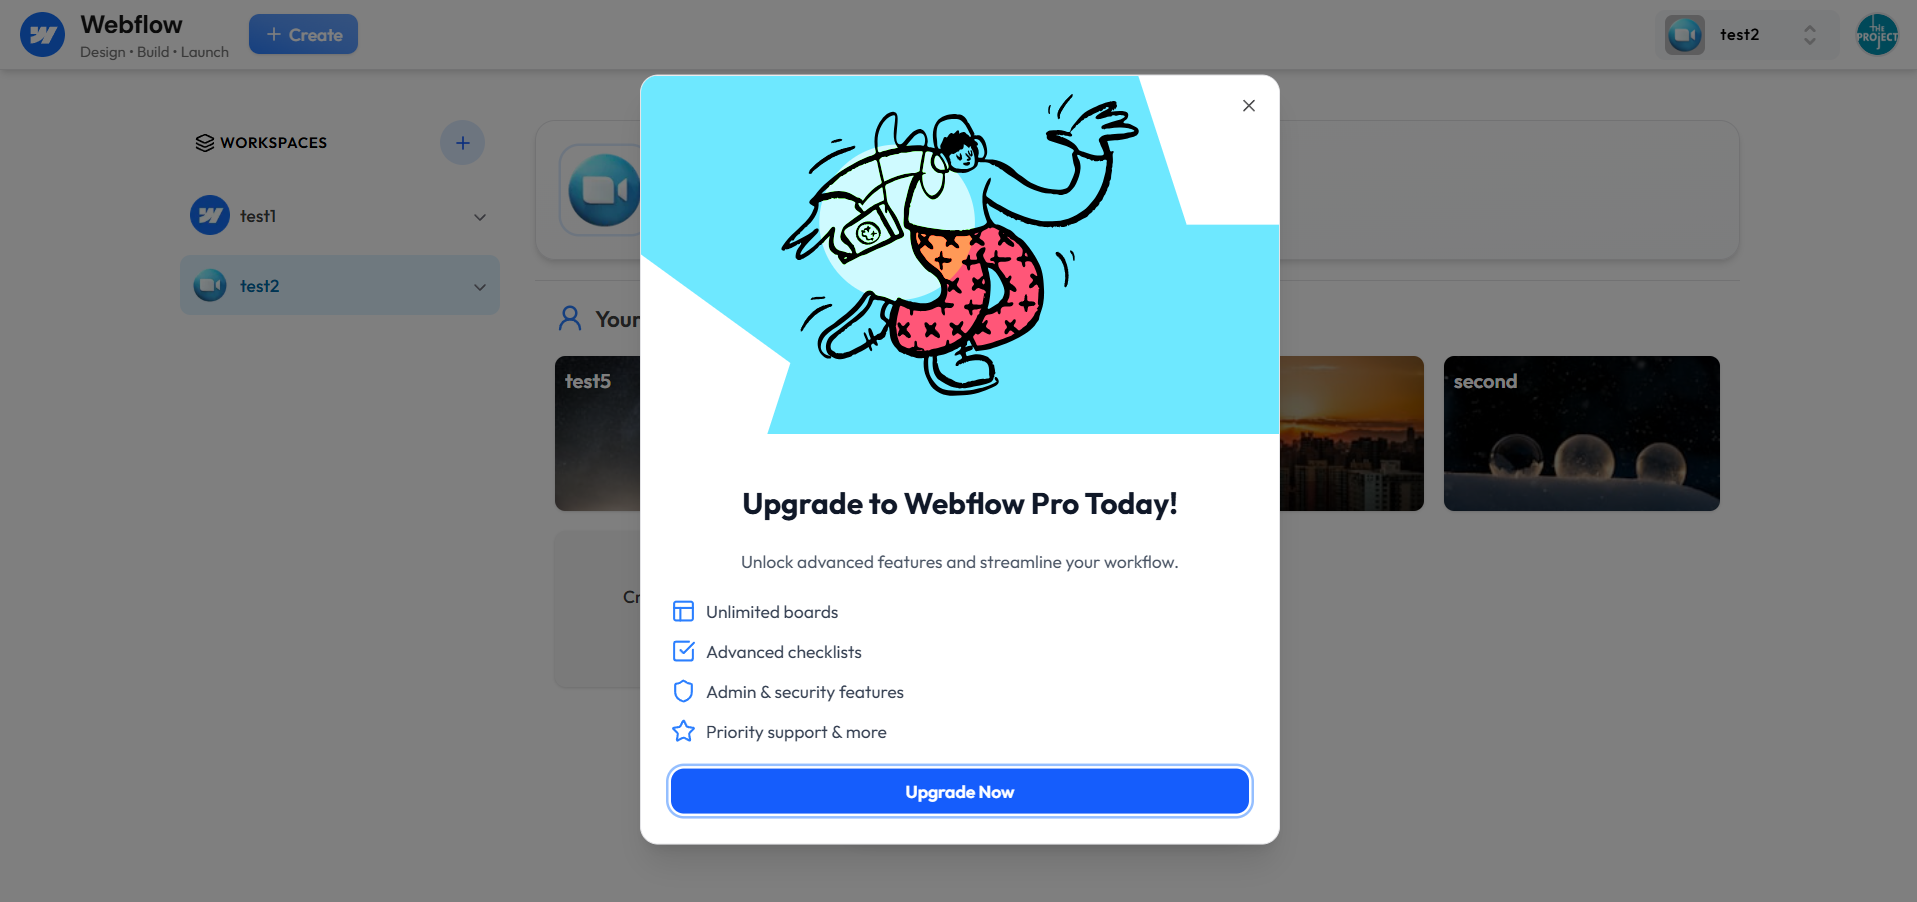 Webflow
Design • Build • Launch
+ Create
test2
THE
PROJECT
WORKSPACES
test1
test2
Your
test5
second
Upgrade to Webflow Pro Today!
Unlock advanced features and streamline your workflow.
Unlimited boards
Advanced checklists
Admin & security features
Priority support & more
Upgrade Now